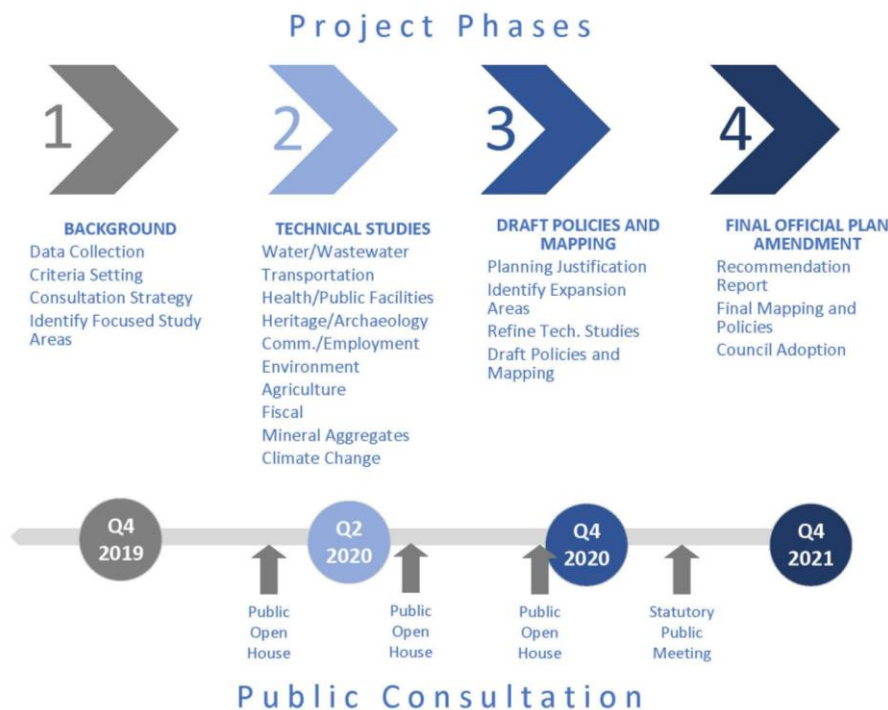 Project Phases
1
2
3
4
BACKGROUND
Data Collection
Criteria Setting
Consultation Strategy
Identify Focused Study
Areas
TECHNICAL STUDIES
Water/Wastewater
Transportation
Health/Public Facilities
Heritage/Archaeology
Comm./Employment
Environment
Agriculture
Fiscal
Mineral Aggregates
Climate Change
DRAFT POLICIES AND
MAPPING
Planning Justification
Identify Expansion
Areas
Refine Tech. Studies
Draft Policies and
Mapping
FINAL OFFICIAL PLAN
AMENDMENT
Recommendation
Report
Final Mapping and
Policies
Council Adoption
Q4
2019
Q2
2020
Q4
2020
Q4
2021
Public
Open
House
Public
Open
House
Public
Open
House
Statutory
Public
Meeting
Public Consultation